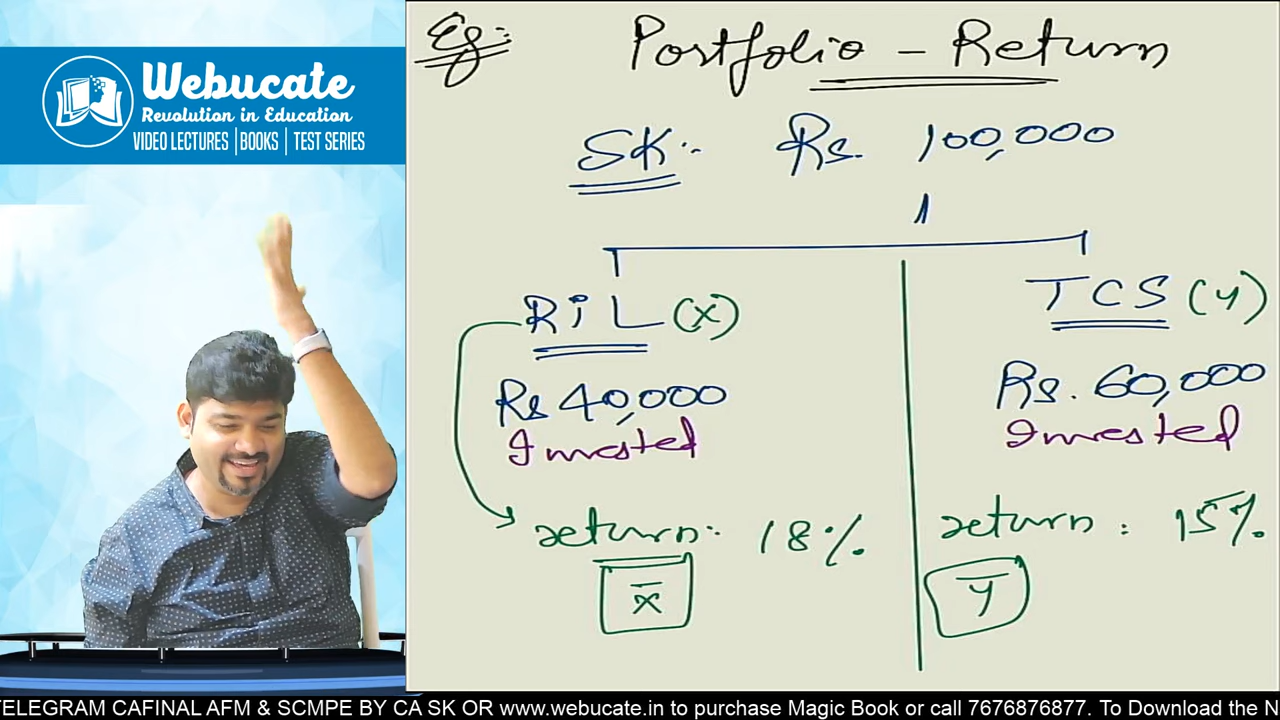 Webucate
Revolution in Education
VIDEO LECTURES | BOOKS | TEST SERIES
Eg:
Portfolio - Return
SK: Rs. 100,000
RIL (x)
TCS (y)
Rs 40,000
Invested
Rs. 60,000
Invested
return: 18%
x̄
return: 15%
ȳ
TELEGRAM CAFINAL AFM & SCMPE BY CA SK OR www.webucate.in to purchase Magic Book or call 7676876877. To Download the N